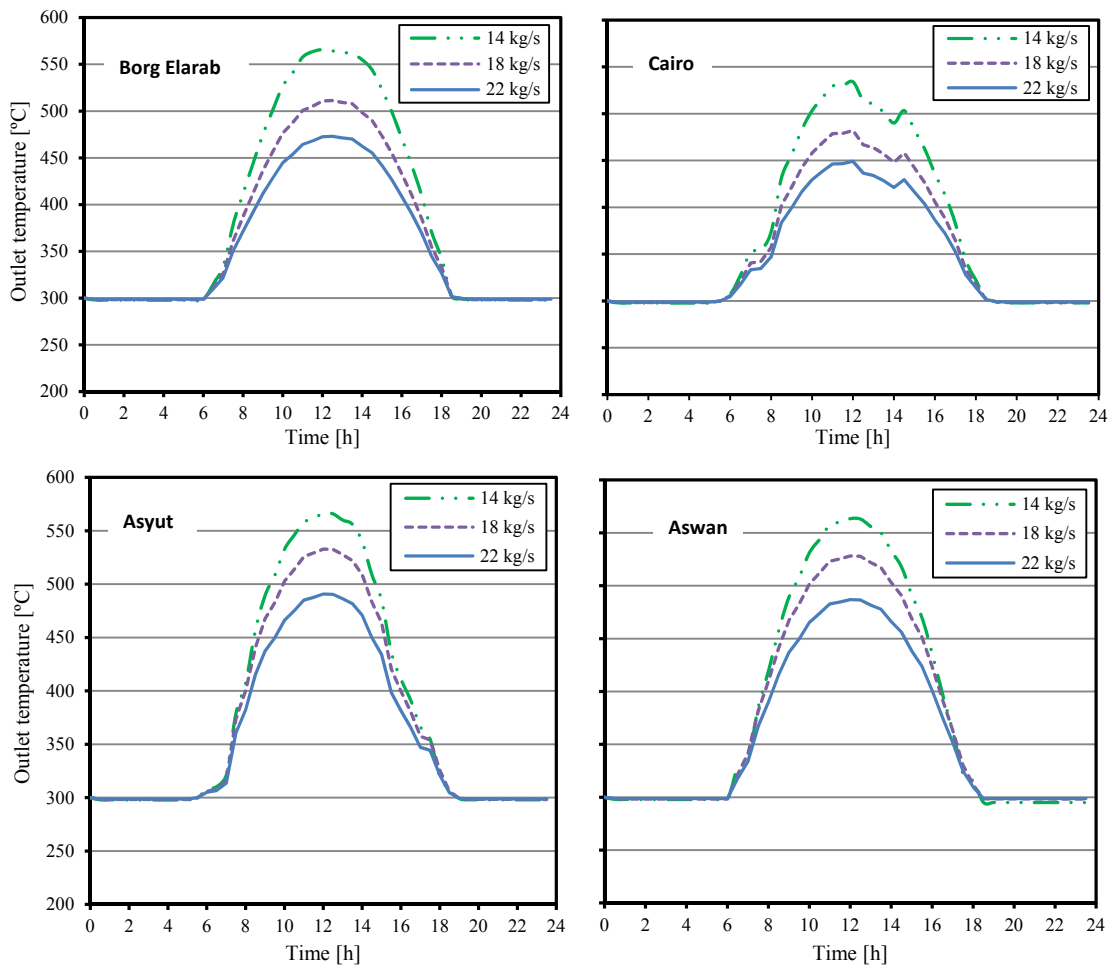 600
550
500
450
400
350
300
250
200
Outlet temperature [ºC]
Borg Elarab
14 kg/s
18 kg/s
22 kg/s
0 2 4 6 8 10 12 14 16 18 20 22 24
Time [h]
Cairo
14 kg/s
18 kg/s
22 kg/s
0 2 4 6 8 10 12 14 16 18 20 22 24
Time [h]
600
550
500
450
400
350
300
250
200
Outlet temperature [ºC]
Asyut
14 kg/s
18 kg/s
22 kg/s
0 2 4 6 8 10 12 14 16 18 20 22 24
Time [h]
Aswan
14 kg/s
18 kg/s
22 kg/s
0 2 4 6 8 10 12 14 16 18 20 22 24
Time [h]